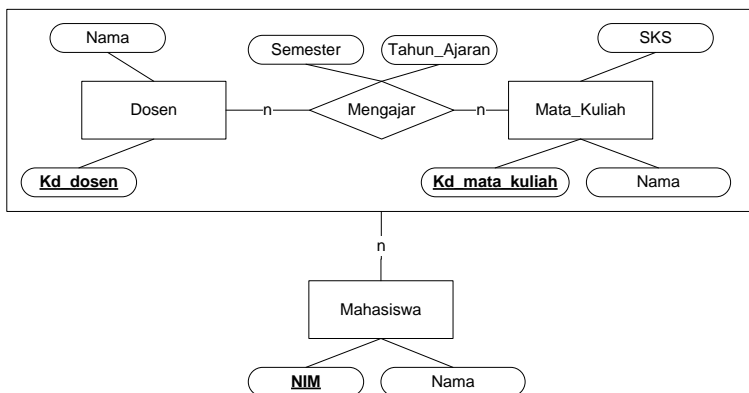 Nama
Semester
Tahun_Ajaran
SKS
Dosen
n
Mengajar
n
Mata_Kuliah
Kd_dosen
Kd_mata_kuliah
Nama
n
Mahasiswa
NIM
Nama